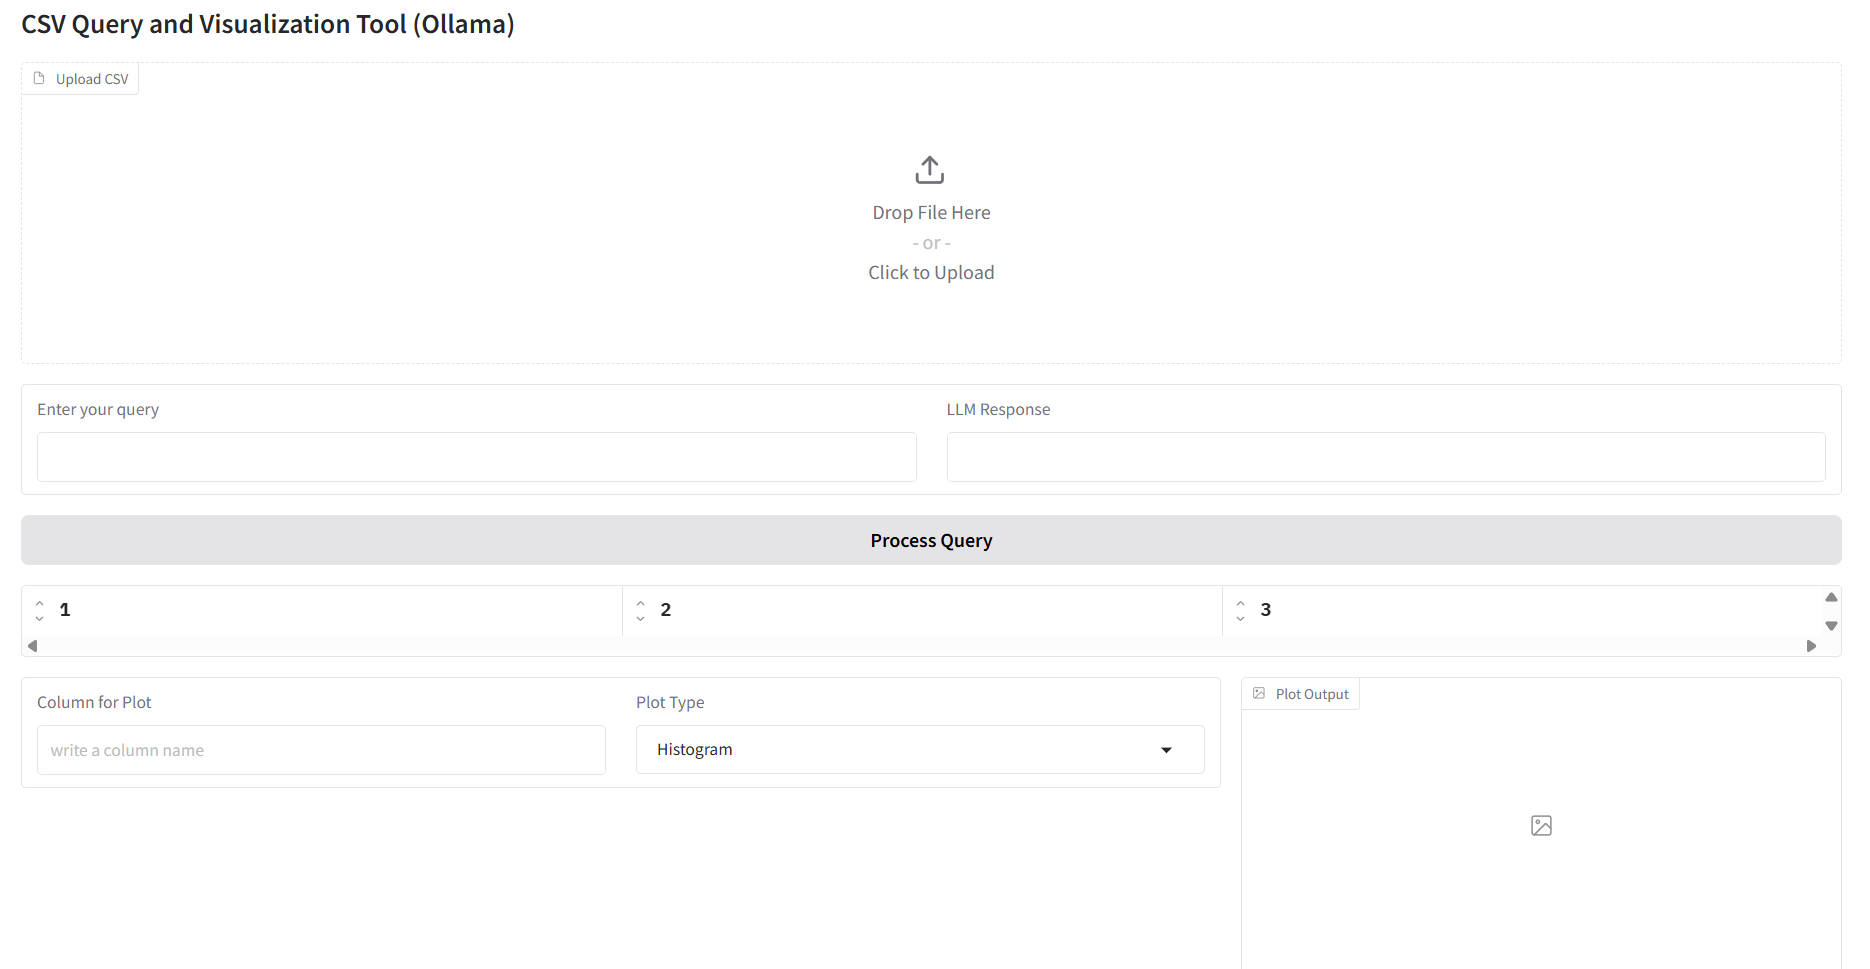 CSV Query and Visualization Tool (Ollama)
Upload CSV
Drop File Here
- or -
Click to Upload
Enter your query
LLM Response
Process Query
1
2
3
Column for Plot
Plot Type
Plot Output
write a column name
Histogram